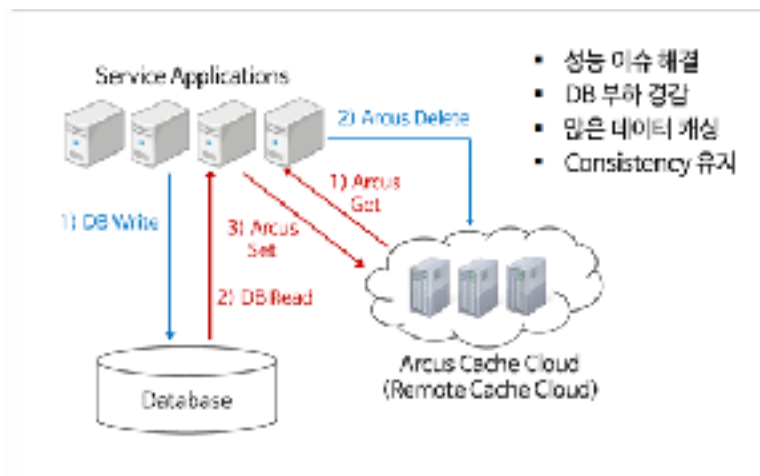 Service Applications
▪ 성능 이슈 해결
▪ DB 부하 경감
▪ 많은 데이터 캐싱
▪ Consistency 유지
2) Arcus Delete
1) Arcus
Get
1) DB Write
3) Arcus
Set
2) DB Read
Database
Arcus Cache Cloud
(Remote Cache Cloud)